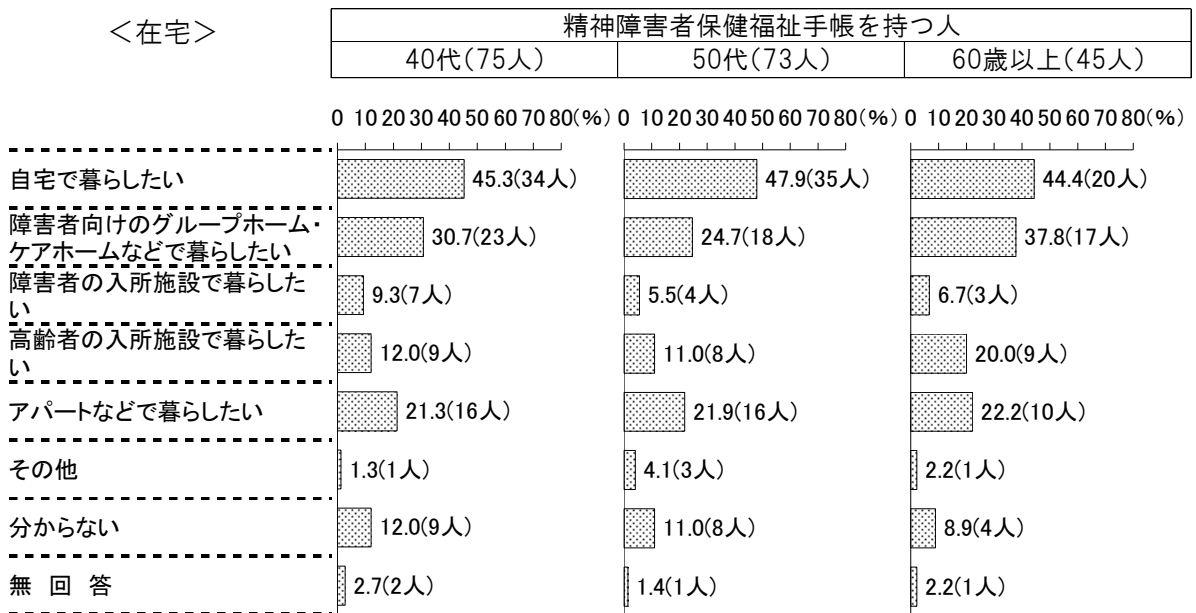 ＜在宅＞
精神障害者保健福祉手帳を持つ人
40代(75人) 50代(73人) 60歳以上(45人)
0 10 20 30 40 50 60 70 80(%) 0 10 20 30 40 50 60 70 80(%) 0 10 20 30 40 50 60 70 80(%)
自宅で暮らしたい 45.3(34人) 47.9(35人) 44.4(20人)
障害者向けのグループホーム・
ケアホームなどで暮らしたい 30.7(23人) 24.7(18人) 37.8(17人)
障害者の入所施設で暮らした
い 9.3(7人) 5.5(4人) 6.7(3人)
高齢者の入所施設で暮らした
い 12.0(9人) 11.0(8人) 20.0(9人)
アパートなどで暮らしたい 21.3(16人) 21.9(16人) 22.2(10人)
その他 1.3(1人) 4.1(3人) 2.2(1人)
分からない 12.0(9人) 11.0(8人) 8.9(4人)
無 回 答 2.7(2人) 1.4(1人) 2.2(1人)